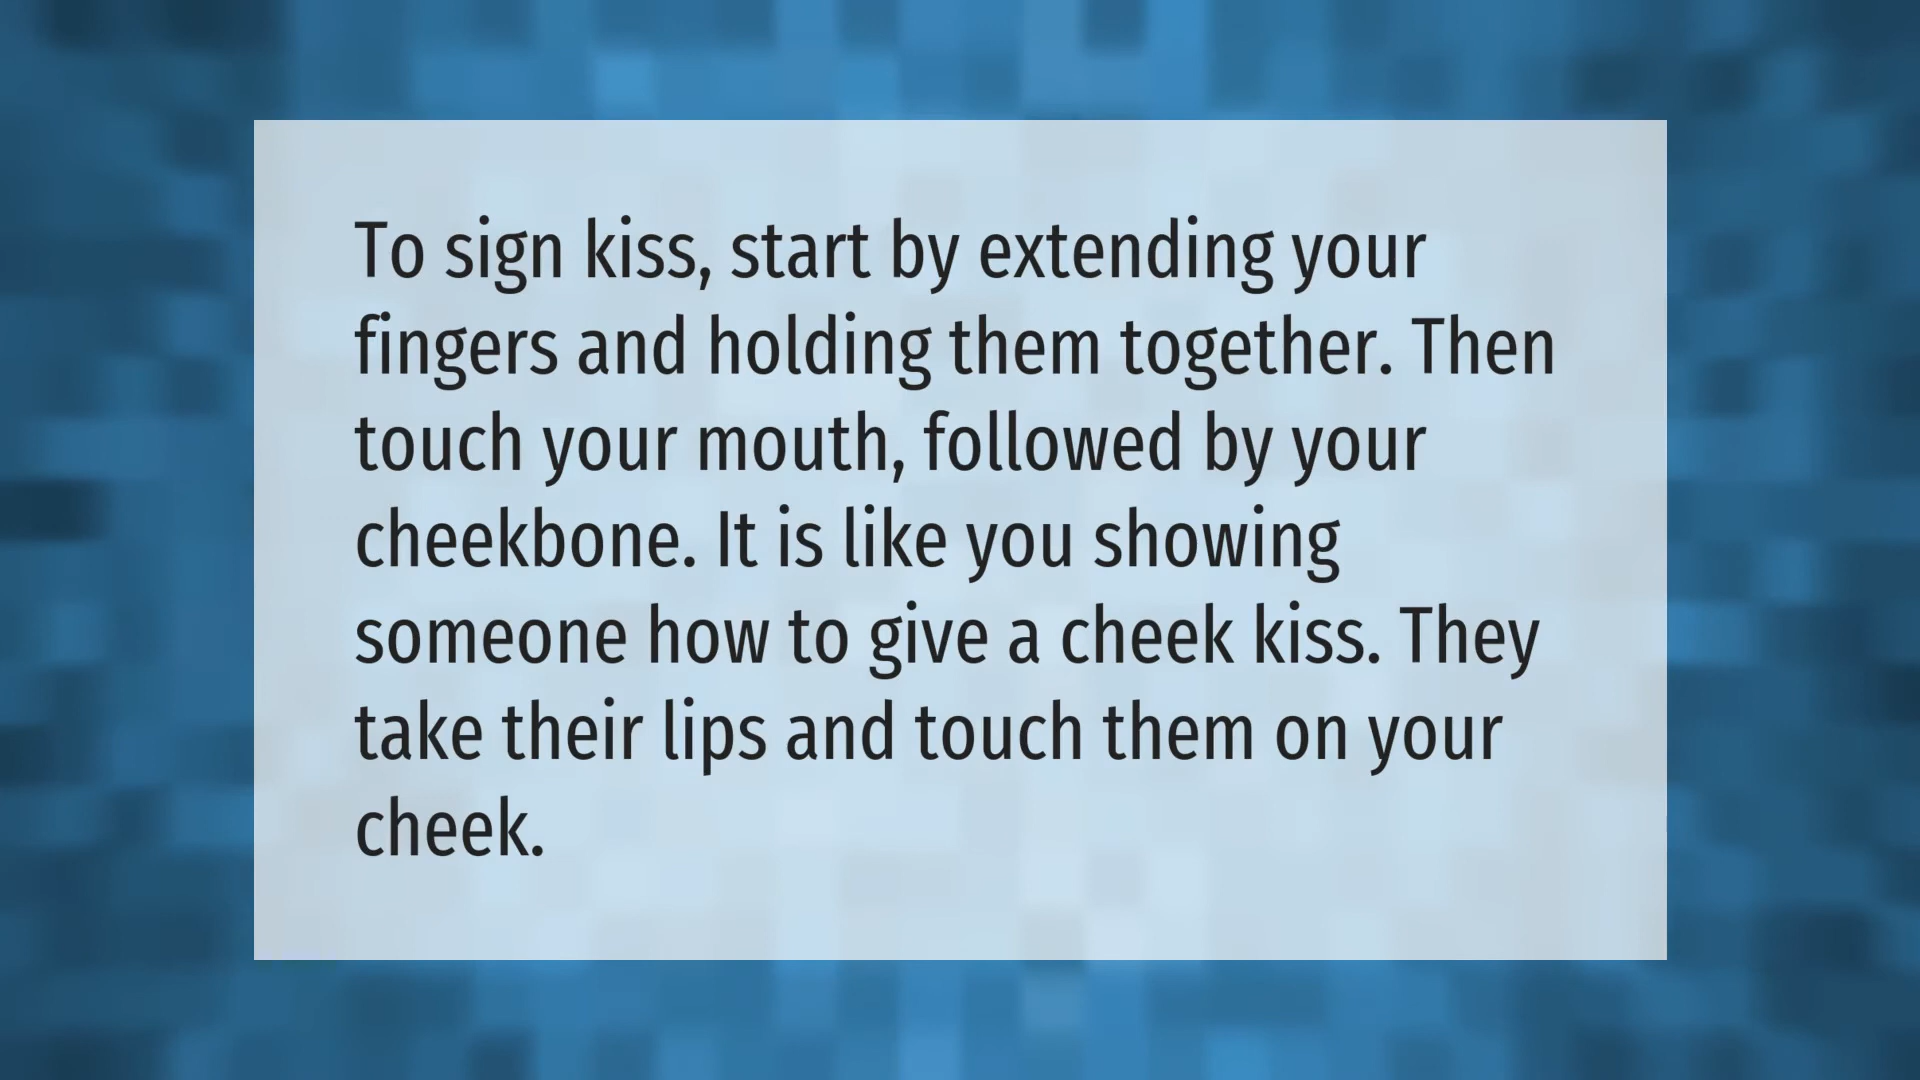 To sign kiss, start by extending your
fingers and holding them together. Then
touch your mouth, followed by your
cheekbone. It is like you showing
someone how to give a cheek kiss. They
take their lips and touch them on your
cheek.